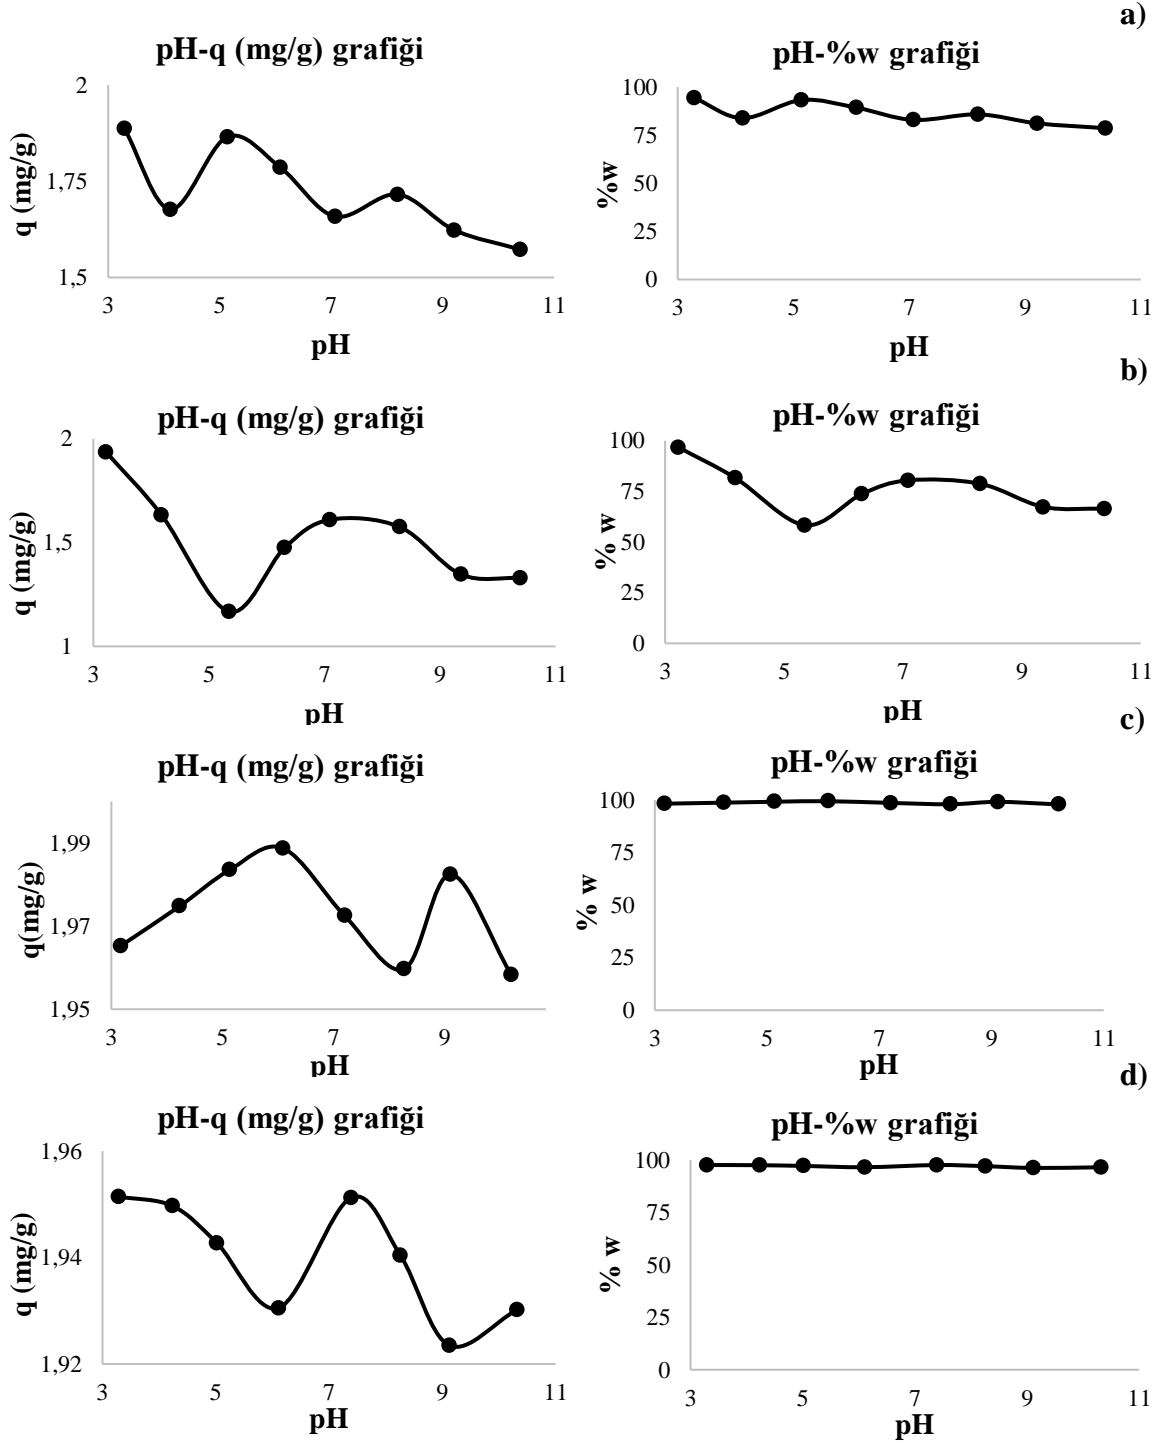 a)
pH-q (mg/g) grafiği
2
1,75
1,5
q (mg/g)
3 5 7 9 11
pH
pH-%w grafiği
100
75
50
25
0
%w
3 5 7 9 11
pH
b)
pH-q (mg/g) grafiği
2
1,5
1
q (mg/g)
3 5 7 9 11
pH
pH-%w grafiği
100
75
50
25
0
% w
3 5 7 9 11
pH
c)
pH-q (mg/g) grafiği
1,99
1,97
1,95
q(mg/g)
3 5 7 9
pH
pH-%w grafiği
100
75
50
25
0
% w
3 5 7 9 11
pH
d)
pH-q (mg/g) grafiği
1,96
1,94
1,92
q (mg/g)
3 5 7 9 11
pH
pH-%w grafiği
100
75
50
25
0
% w
3 5 7 9 11
pH